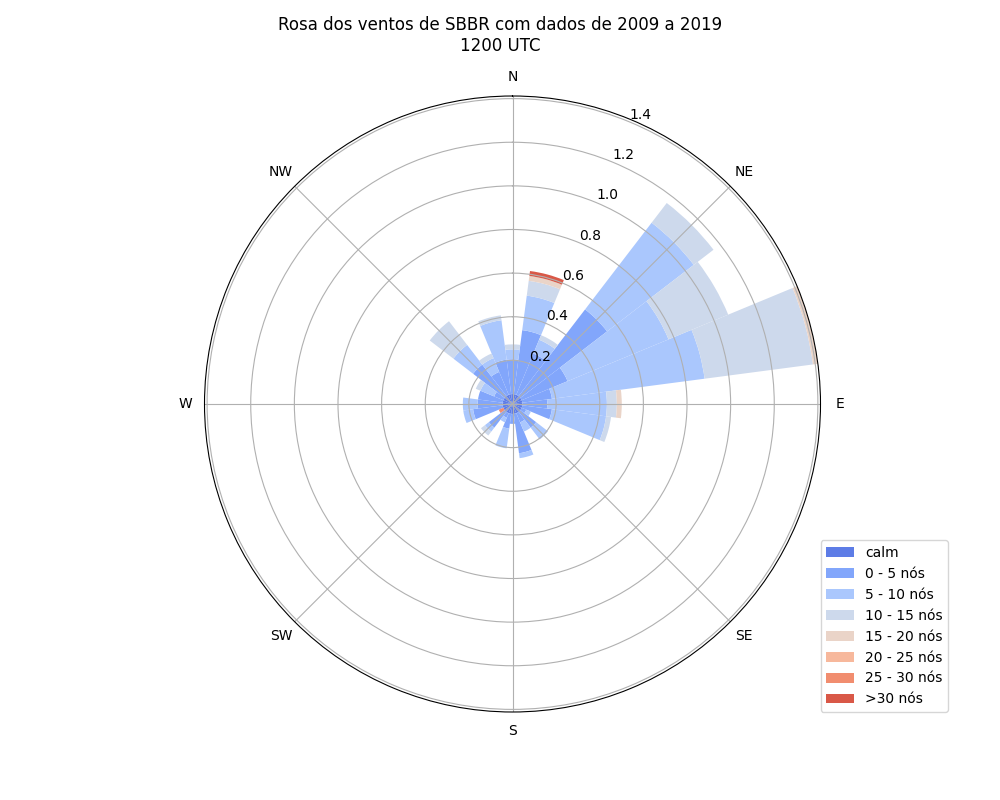 Rosa dos ventos de SBBR com dados de 2009 a 2019
1200 UTC
N
NW
NE
W
E
SW
SE
S
1.4
1.2
1.0
0.8
0.6
0.4
0.2
calm
0 - 5 nós
5 - 10 nós
10 - 15 nós
15 - 20 nós
20 - 25 nós
25 - 30 nós
>30 nós